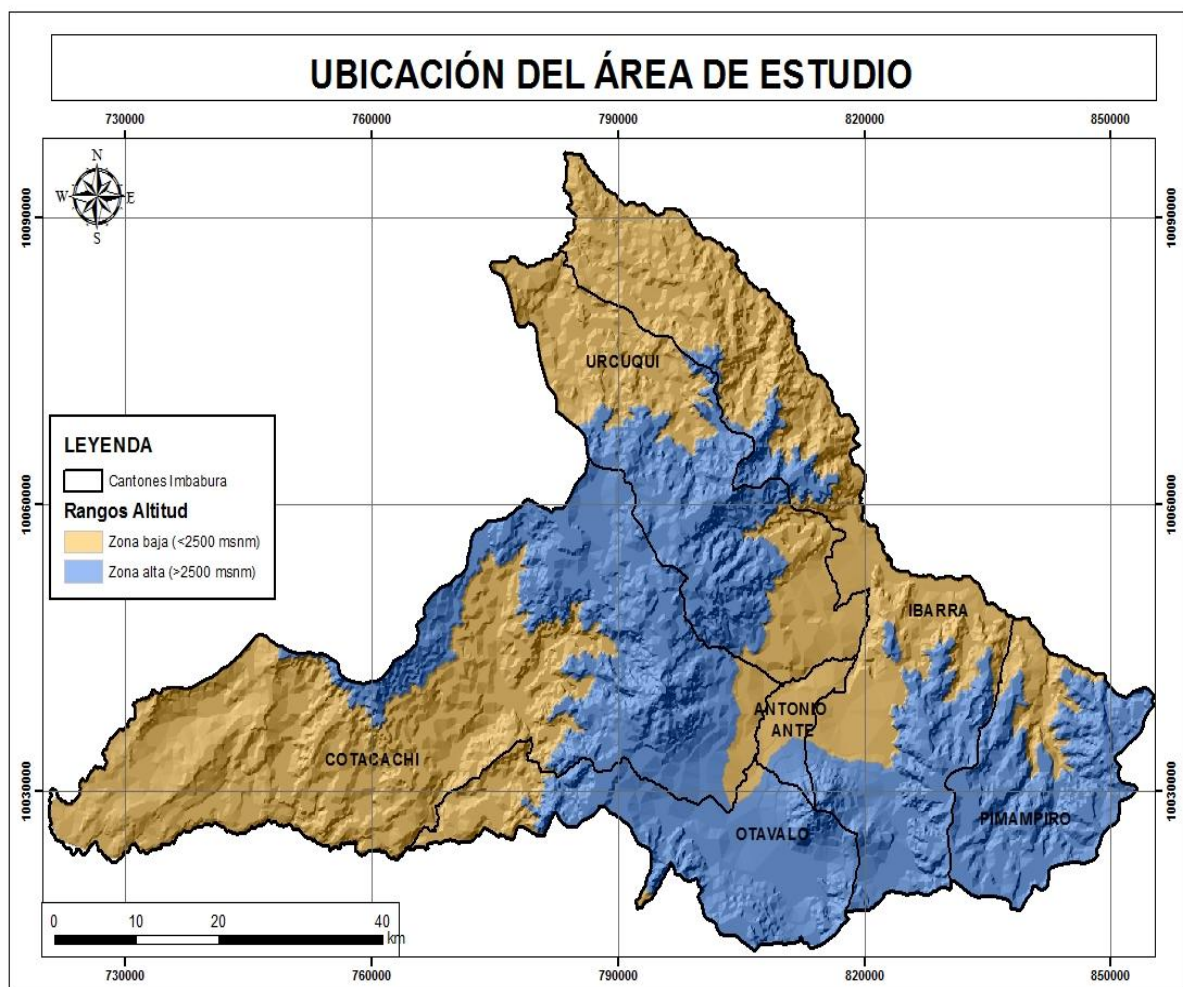 UBICACIÓN DEL ÁREA DE ESTUDIO
730000 760000 790000 820000 850000
N
W E
S
10090000 10090000
URCUQUI
LEYENDA
Cantones Imbabura
Rangos Altitud
Zona baja (<2500 msnm)
Zona alta (>2500 msnm)
10060000 10060000
IBARRA
ANTONIO
ANTE
COTACACHI
10030000 10030000
PIMAMPIRO
OTAVALO
0 10 20 40
km
730000 760000 790000 820000 850000